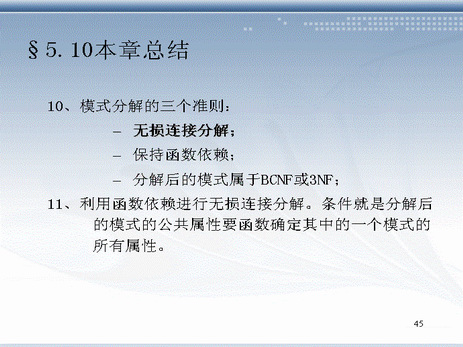 §5.10本章总结
10、模式分解的三个准则：
– 无损连接分解；
– 保持函数依赖；
– 分解后的模式属于BCNF或3NF；
11、利用函数依赖进行无损连接分解。条件就是分解后
的模式的公共属性要函数确定其中的一个模式的
所有属性。
45